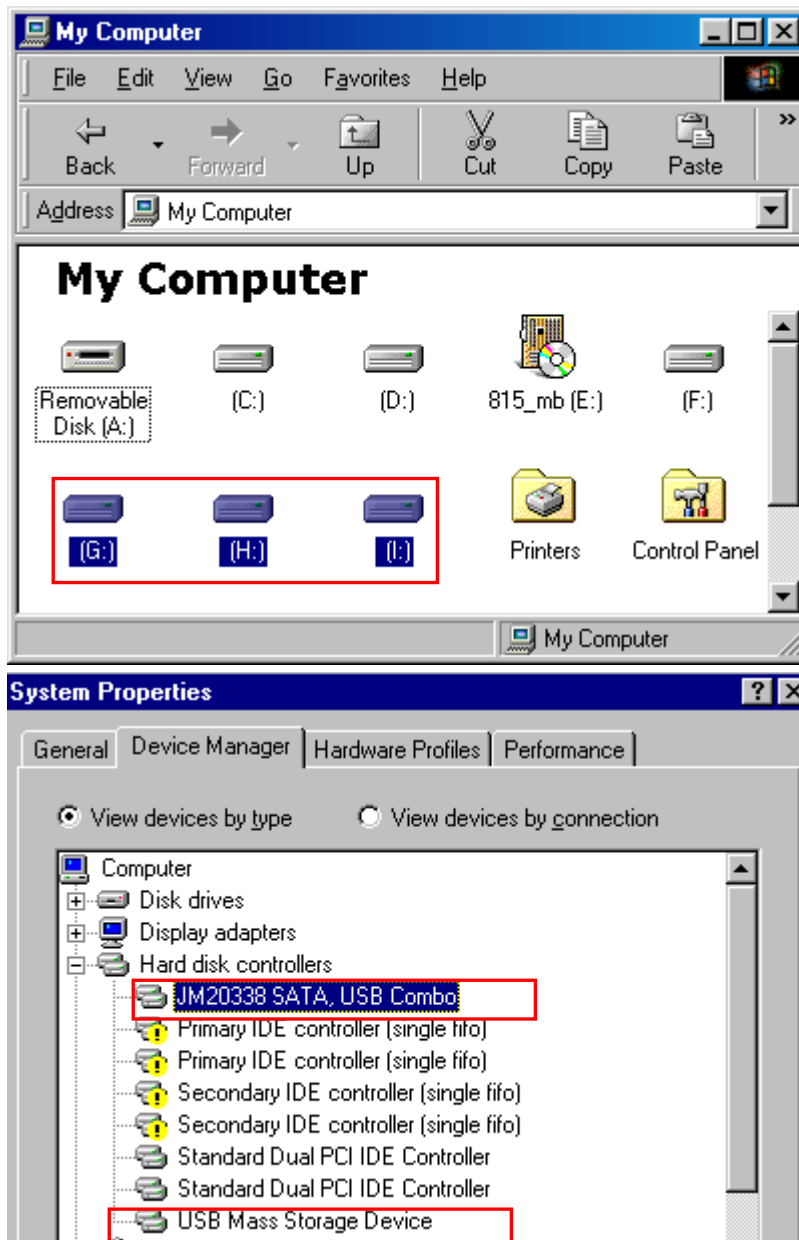 My Computer
File Edit View Go Favorites Help
Back Forward Up Cut Copy Paste »
Address My Computer
My Computer
Removable Disk (A:)
(C:)
(D:)
815_mb (E:)
(F:)
(G:)
(H:)
(I:)
Printers
Control Panel
My Computer
System Properties
General Device Manager Hardware Profiles Performance
View devices by type View devices by connection
Computer
Disk drives
Display adapters
Hard disk controllers
JM20338 SATA, USB Combo
Primary IDE controller (single fifo)
Primary IDE controller (single fifo)
Secondary IDE controller (single fifo)
Secondary IDE controller (single fifo)
Standard Dual PCI IDE Controller
Standard Dual PCI IDE Controller
USB Mass Storage Device